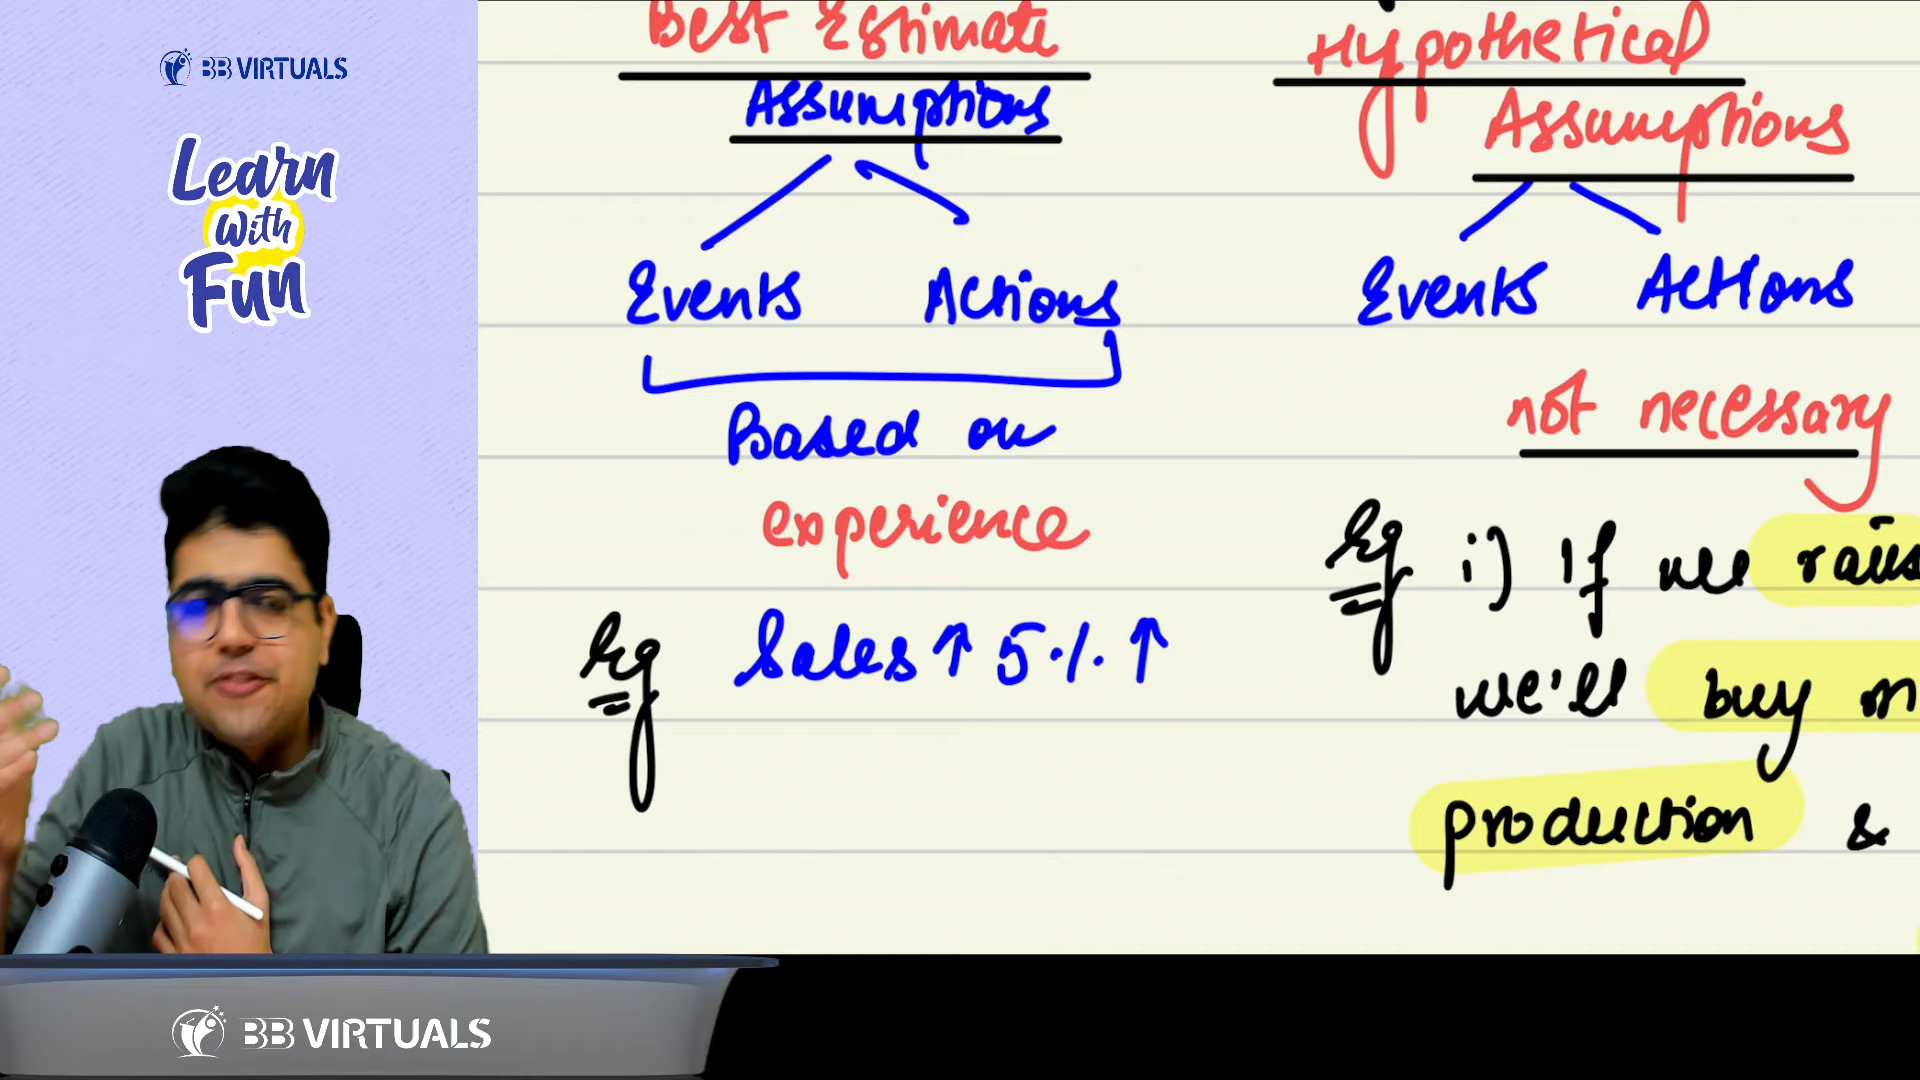 BB VIRTUALS
Learn
with
Fun
Best Estimate
Assumptions
Events Actions
Based on
experience
Eg Sales ↑ 5% ↑
Hypothetical
Assumptions
Events Actions
not necessary
Eg i) If we
we'll buy
production &
BB VIRTUALS